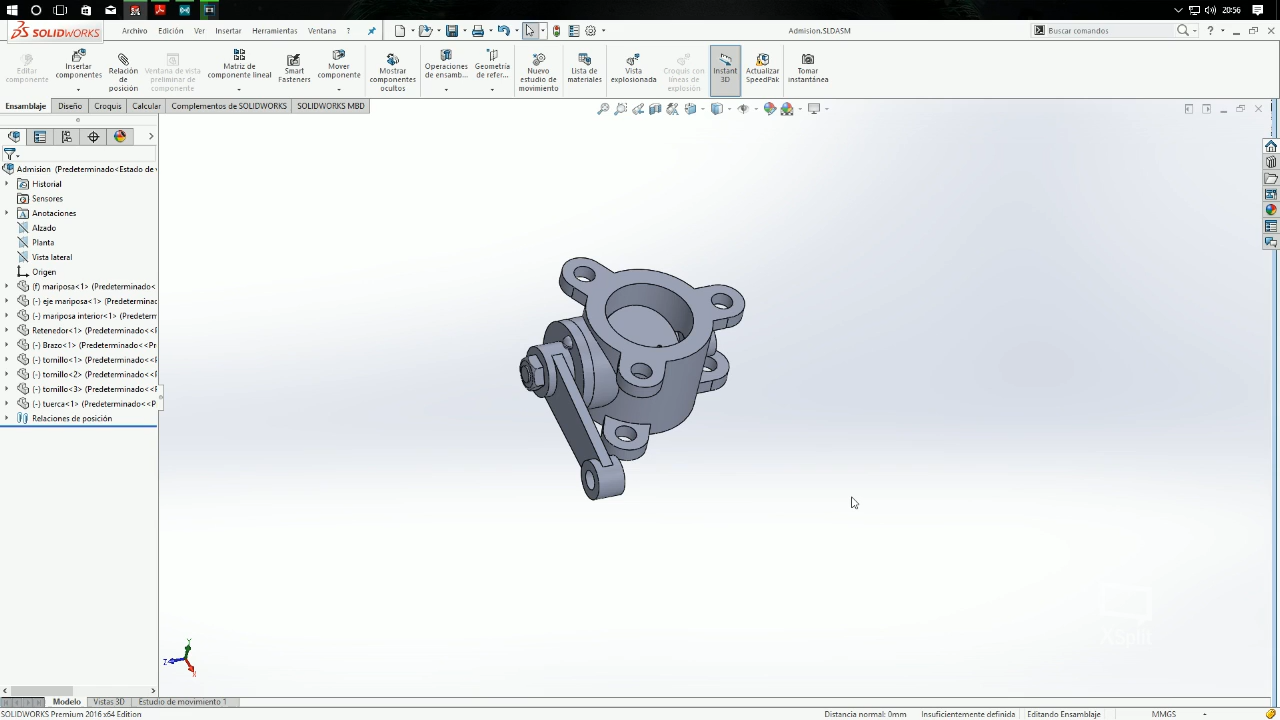 20:56
SOLIDWORKS
Archivo Edición Ver Insertar Herramientas Ventana ?
Admision.SLDASM
Buscar comandos
Editar componente
Insertar componentes
Relación de posición
Ventana de vista preliminar de componente
Matriz de componente lineal
Smart Fasteners
Mover componente
Mostrar componentes ocultos
Operaciones de ensamb...
Geometría de refer...
Nuevo estudio de movimiento
Lista de materiales
Vista explosionada
Croquis con líneas de explosión
Instant 3D
Actualizar SpeedPak
Tomar instantánea
Ensamblaje Diseño Croquis Calcular Complementos de SOLIDWORKS SOLIDWORKS MBD
Admision (Predeterminado<Estado de v
Historial
Sensores
Anotaciones
Alzado
Planta
Vista lateral
Origen
(f) mariposa<1> (Predeterminado<
(-) eje mariposa<1> (Predeterminac
(-) mariposa interior<1> (Predeterm
Retenedor<1> (Predeterminado<<P
(-) Brazo<1> (Predeterminado<<Pr
(-) tornillo<1> (Predeterminado<<F
(-) tornillo<2> (Predeterminado<<F
(-) tornillo<3> (Predeterminado<<F
(-) tuerca<1> (Predeterminado<<P
Relaciones de posición
XSplit
Y
Z
Modelo Vistas 3D Estudio de movimiento 1
SOLIDWORKS Premium 2016 x64 Edition
Distancia normal: 0mm Insuficientemente definida Editando Ensamblaje MMGS